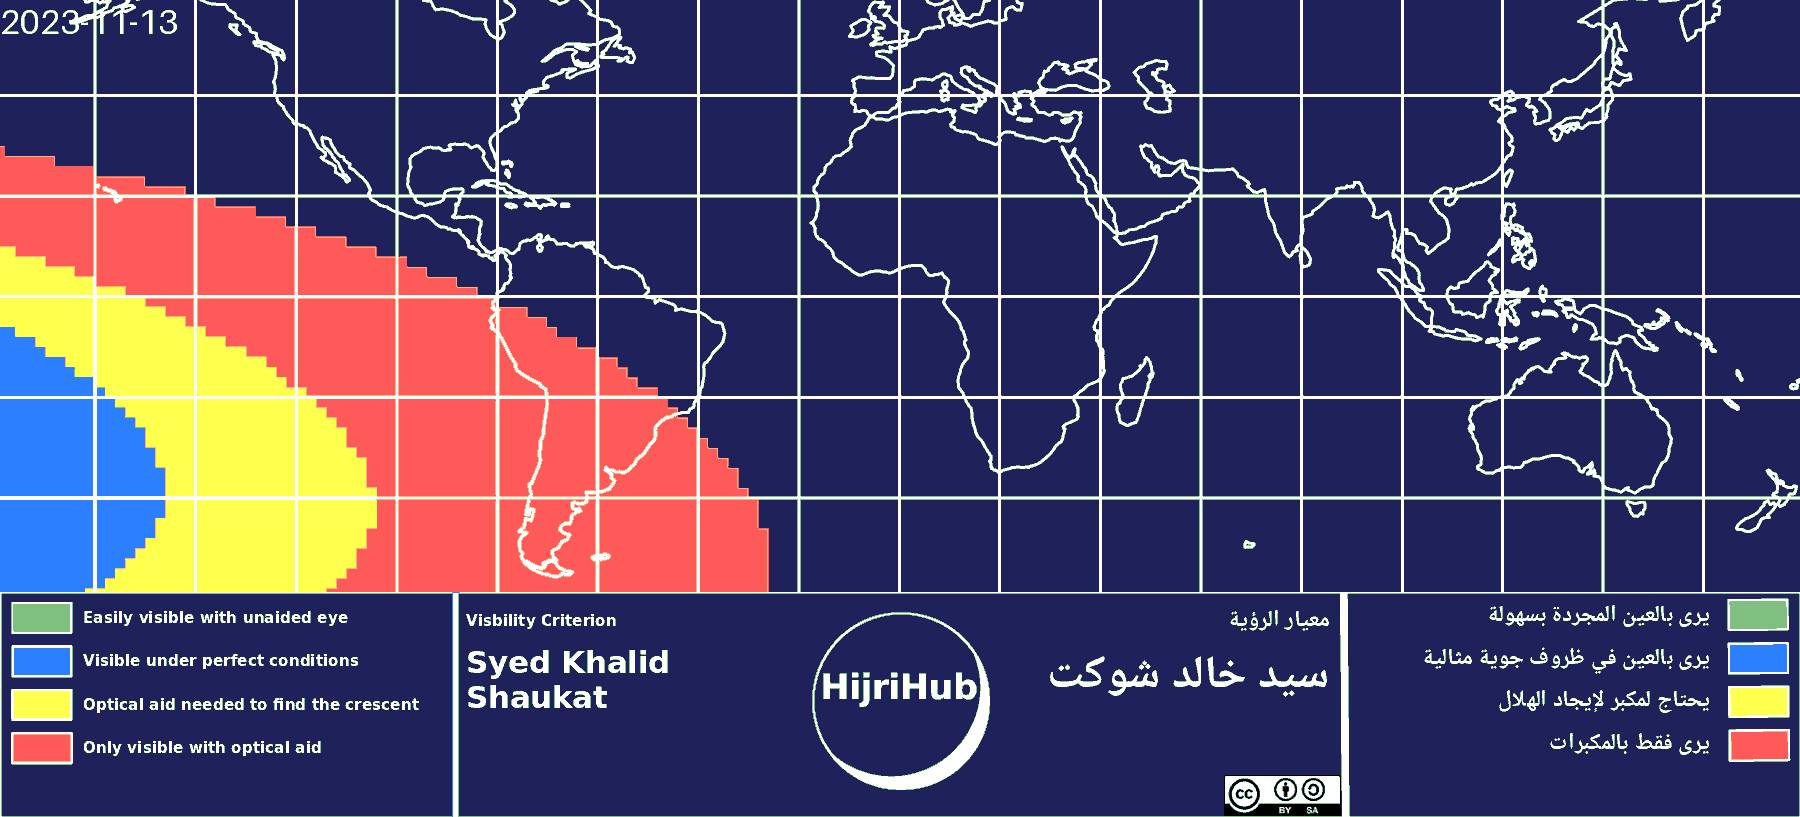 2023-11-13
Easily visible with unaided eye
Visible under perfect conditions
Optical aid needed to find the crescent
Only visible with optical aid
Visbility Criterion
Syed Khalid
Shaukat
HijriHub
معيار الرؤية
سيد خالد شوكت
CC BY SA
يرى بالعين المجردة بسهولة
يرى بالعين في ظروف جوية مثالية
يحتاج لمكبر لإيجاد الهلال
يرى فقط بالمكبرات